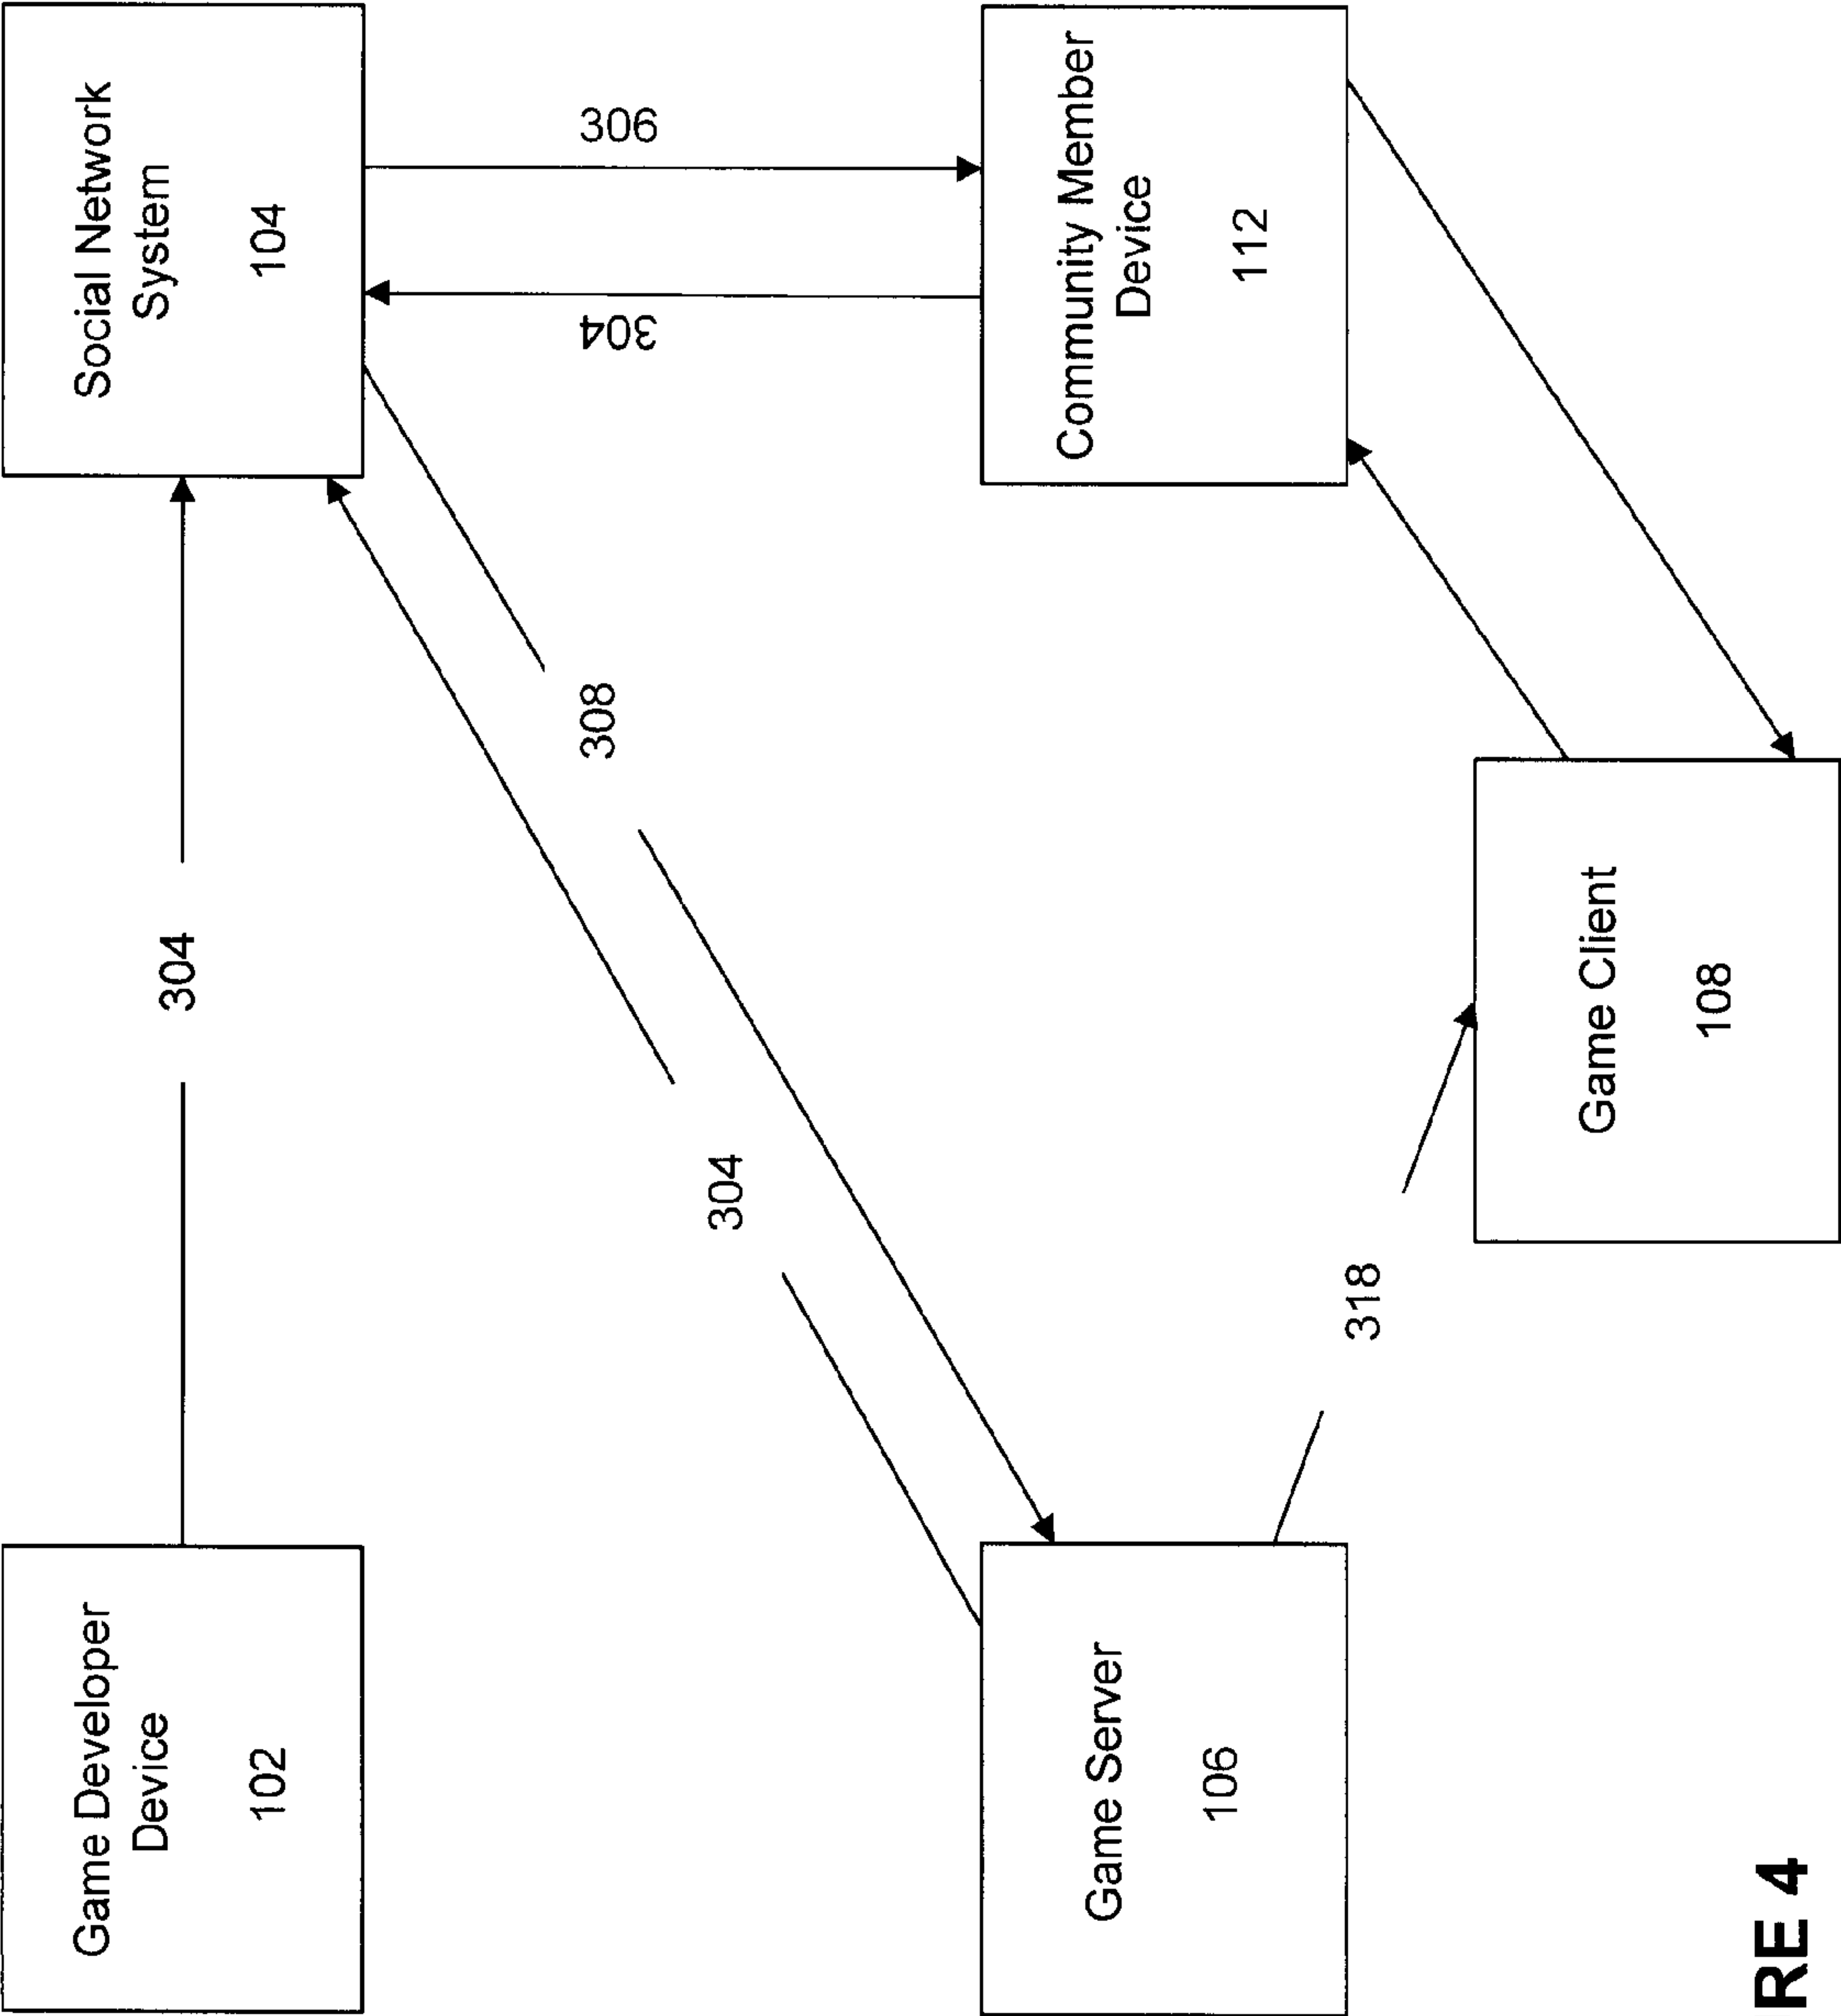 Game Developer
Device
102
304
Social Network
System
104
308
304
306
304
Game Server
106
318
Community Member
Device
112
Game Client
108
RE 4